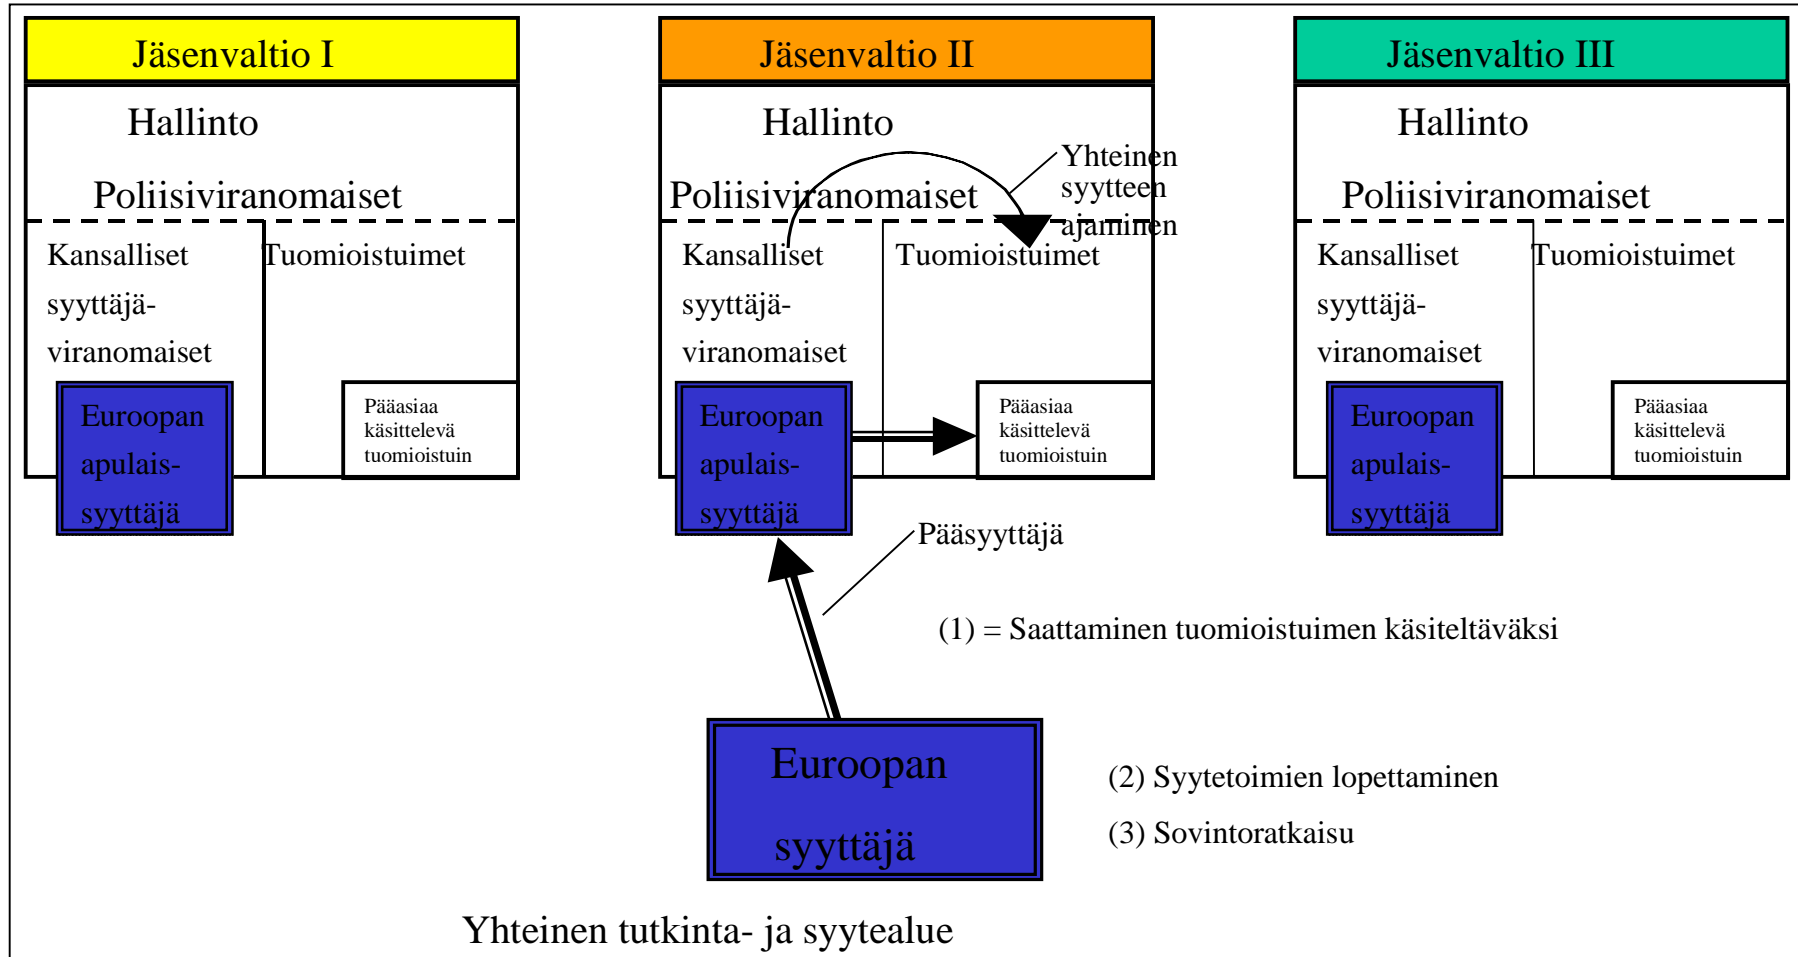 Jäsenvaltio I
Hallinto
Poliisiviranomaiset
Kansalliset
syyttäjä-
viranomaiset
Tuomioistuimet
Euroopan
apulais-
syyttäjä
Pääasiaa
käsittelevä
tuomioistuin
Jäsenvaltio II
Hallinto
Poliisiviranomaiset
Yhteinen
syytteen
ajaminen
Kansalliset
syyttäjä-
viranomaiset
Tuomioistuimet
Euroopan
apulais-
syyttäjä
Pääasiaa
käsittelevä
tuomioistuin
Jäsenvaltio III
Hallinto
Poliisiviranomaiset
Kansalliset
syyttäjä-
viranomaiset
Tuomioistuimet
Euroopan
apulais-
syyttäjä
Pääasiaa
käsittelevä
tuomioistuin
Pääsyyttäjä
(1) = Saattaminen tuomioistuimen käsiteltäväksi
Euroopan
syyttäjä
(2) Syytetoimien lopettaminen
(3) Sovintoratkaisu
Yhteinen tutkinta- ja syytealue